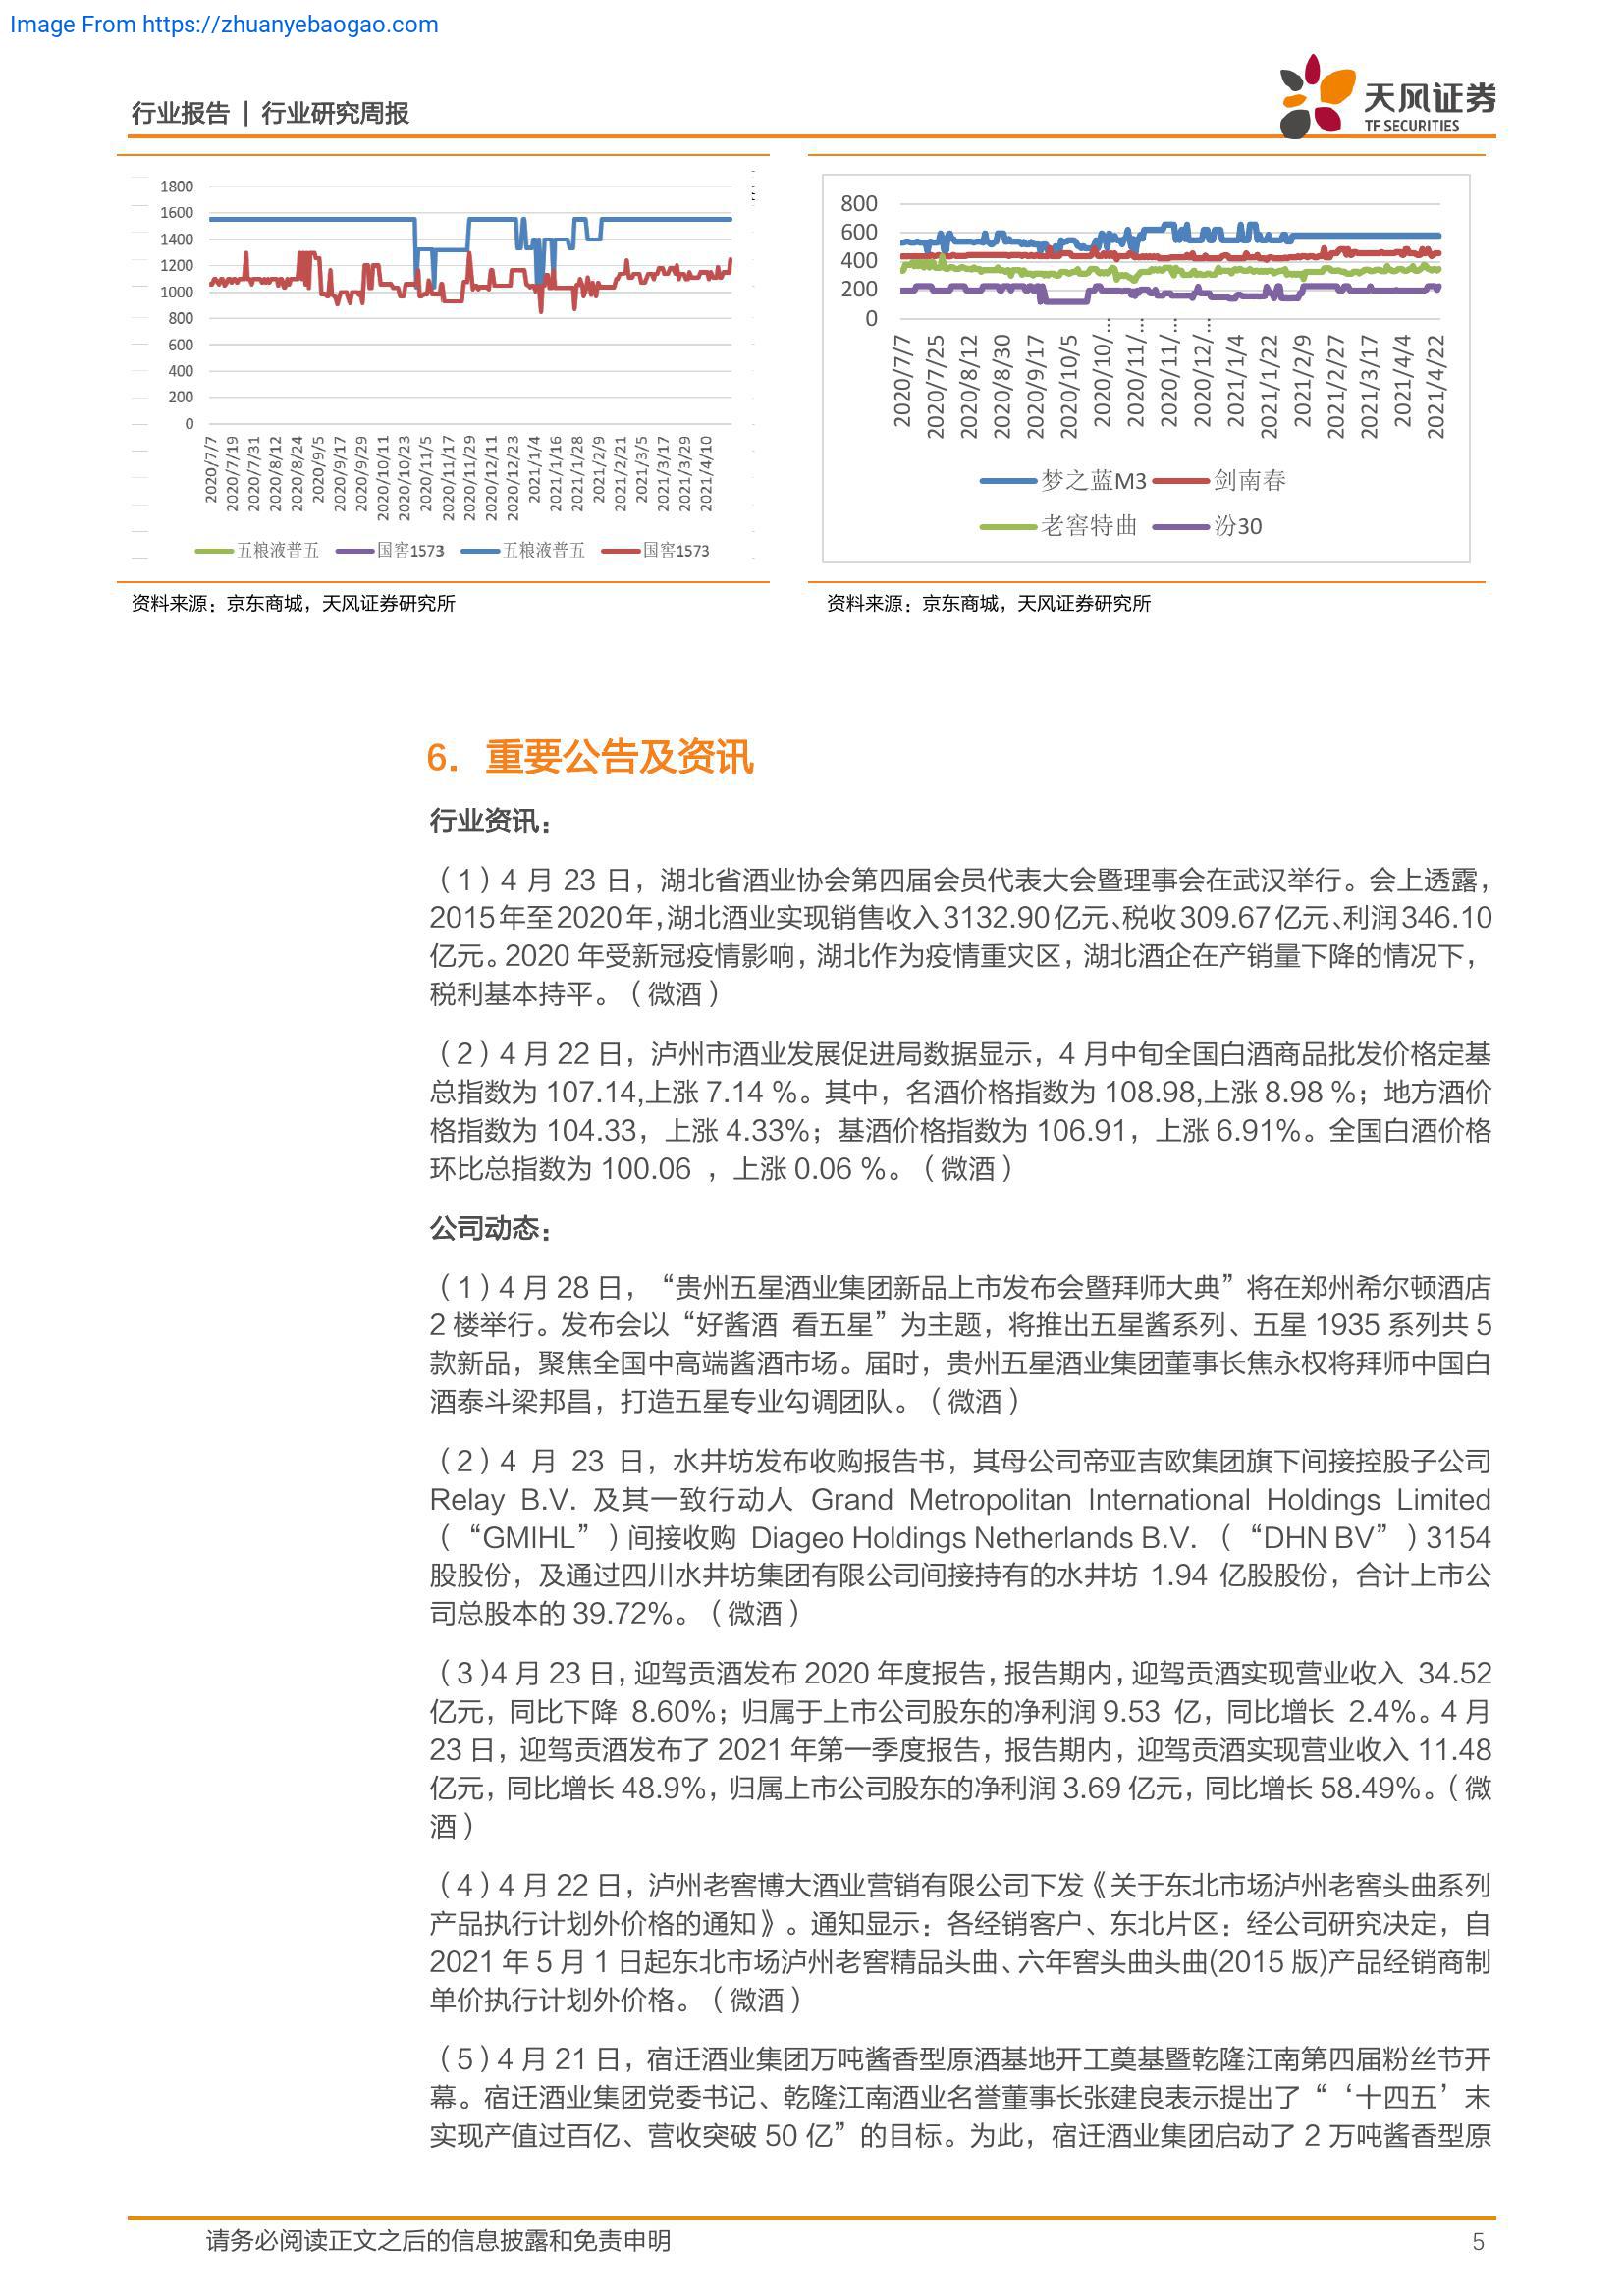 Image From https://zhuanyebaogao.com
行业报告 | 行业研究周报
天风证券
TF SECURITIES
1800
1600
1400
1200
1000
800
600
400
200
0
2020/7/7
2020/7/19
2020/7/31
2020/8/12
2020/8/24
2020/9/5
2020/9/17
2020/9/29
2020/10/11
2020/10/23
2020/11/5
2020/11/17
2020/11/29
2020/12/11
2020/12/23
2021/1/4
2021/1/16
2021/1/28
2021/2/9
2021/2/21
2021/3/5
2021/3/17
2021/3/29
2021/4/10
五粮液普五 国窖1573 五粮液普五 国窖1573
800
600
400
200
0
2020/7/7
2020/7/25
2020/8/12
2020/8/30
2020/9/17
2020/10/5
2020/10/…
2020/11/…
2020/11/…
2020/12/…
2021/1/4
2021/1/22
2021/2/9
2021/2/27
2021/3/17
2021/4/4
2021/4/22
梦之蓝M3 剑南春
老窖特曲 汾30
资料来源：京东商城，天风证券研究所
资料来源：京东商城，天风证券研究所
6. 重要公告及资讯
行业资讯：
（1）4 月 23 日，湖北省酒业协会第四届会员代表大会暨理事会在武汉举行。会上透露，
2015年至2020年，湖北酒业实现销售收入3132.90亿元、税收309.67亿元、利润346.10
亿元。2020 年受新冠疫情影响，湖北作为疫情重灾区，湖北酒企在产销量下降的情况下，
税利基本持平。（微酒）
（2）4 月 22 日，泸州市酒业发展促进局数据显示，4 月中旬全国白酒商品批发价格定基
总指数为 107.14,上涨 7.14 %。其中，名酒价格指数为 108.98,上涨 8.98 %；地方酒价
格指数为 104.33，上涨 4.33%；基酒价格指数为 106.91，上涨 6.91%。全国白酒价格
环比总指数为 100.06 ，上涨 0.06 %。（微酒）
公司动态：
（1）4 月 28 日，“贵州五星酒业集团新品上市发布会暨拜师大典”将在郑州希尔顿酒店
2 楼举行。发布会以“好酱酒 看五星”为主题，将推出五星酱系列、五星 1935 系列共 5
款新品，聚焦全国中高端酱酒市场。届时，贵州五星酒业集团董事长焦永权将拜师中国白
酒泰斗梁邦昌，打造五星专业勾调团队。（微酒）
（2）4 月 23 日，水井坊发布收购报告书，其母公司帝亚吉欧集团旗下间接控股子公司
Relay B.V. 及其一致行动人 Grand Metropolitan International Holdings Limited
（“GMIHL”）间接收购 Diageo Holdings Netherlands B.V. （“DHN BV”）3154
股股份，及通过四川水井坊集团有限公司间接持有的水井坊 1.94 亿股股份，合计上市公
司总股本的 39.72%。（微酒）
（3）4 月 23 日，迎驾贡酒发布 2020 年度报告，报告期内，迎驾贡酒实现营业收入 34.52
亿元，同比下降 8.60%；归属于上市公司股东的净利润 9.53 亿，同比增长 2.4%。4 月
23 日，迎驾贡酒发布了 2021 年第一季度报告，报告期内，迎驾贡酒实现营业收入 11.48
亿元，同比增长 48.9%，归属上市公司股东的净利润 3.69 亿元，同比增长 58.49%。（微
酒）
（4）4 月 22 日，泸州老窖博大酒业营销有限公司下发《关于东北市场泸州老窖头曲系列
产品执行计划外价格的通知》。通知显示：各经销客户、东北片区：经公司研究决定，自
2021 年 5 月 1 日起东北市场泸州老窖精品头曲、六年窖头曲头曲(2015 版)产品经销商制
单价执行计划外价格。（微酒）
（5）4 月 21 日，宿迁酒业集团万吨酱香型原酒基地开工奠基暨乾隆江南第四届粉丝节开
幕。宿迁酒业集团党委书记、乾隆江南酒业名誉董事长张建良表示提出了“‘十四五’末
实现产值过百亿、营收突破 50 亿”的目标。为此，宿迁酒业集团启动了 2 万吨酱香型原
请务必阅读正文之后的信息披露和免责申明
5